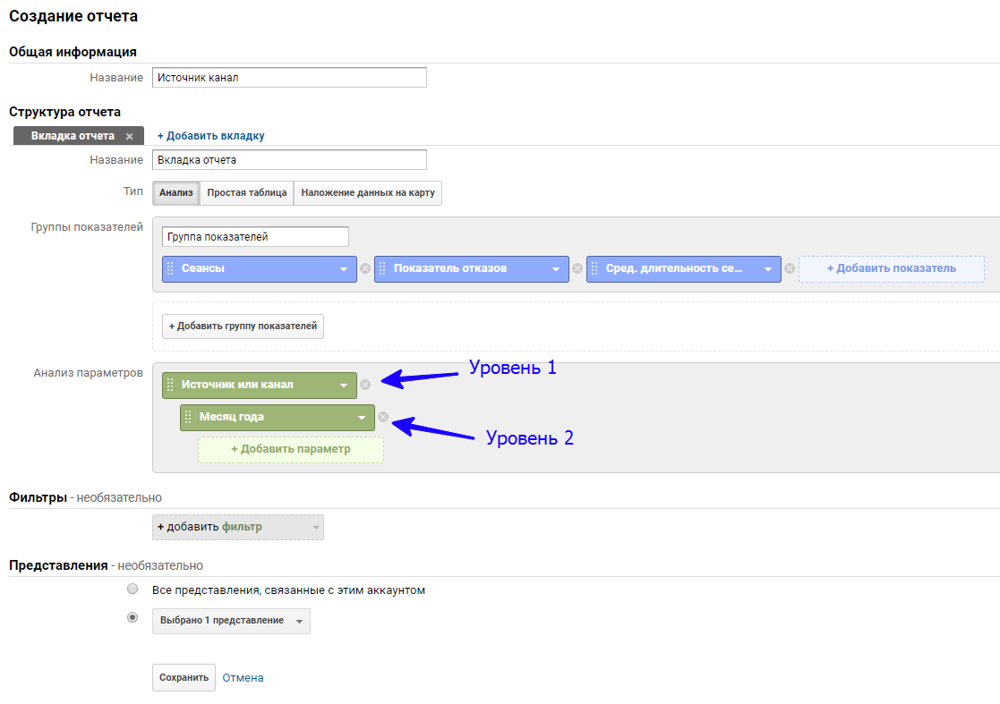 Создание отчета
Общая информация
Название Источник канал
Структура отчета
Вкладка отчета × + Добавить вкладку
Название Вкладка отчета
Тип Анализ Простая таблица Наложение данных на карту
Группы показателей
Группа показателей
Сеансы Показатель отказов Сред. длительность се... + Добавить показатель
+ Добавить группу показателей
Анализ параметров
Источник или канал Уровень 1
Месяц года Уровень 2
+ Добавить параметр
Фильтры - необязательно
+ добавить фильтр
Представления - необязательно
Все представления, связанные с этим аккаунтом
Выбрано 1 представление
Сохранить Отмена